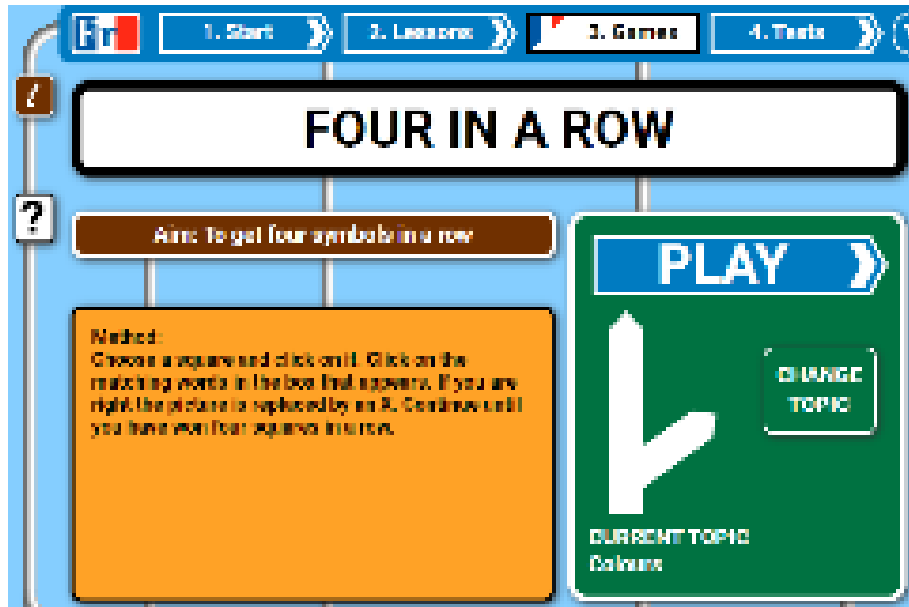 Fr
1. Start
2. Lessons
3. Games
4. Tests
i
FOUR IN A ROW
?
Aim: To get four symbols in a row
PLAY
Method:
Choose a square and click on it. Click on the
matching words in the box that appears. If you are
right the picture is replaced by an X. Continue until
you have won four squares in a row.
CHANGE
TOPIC
CURRENT TOPIC
Colours